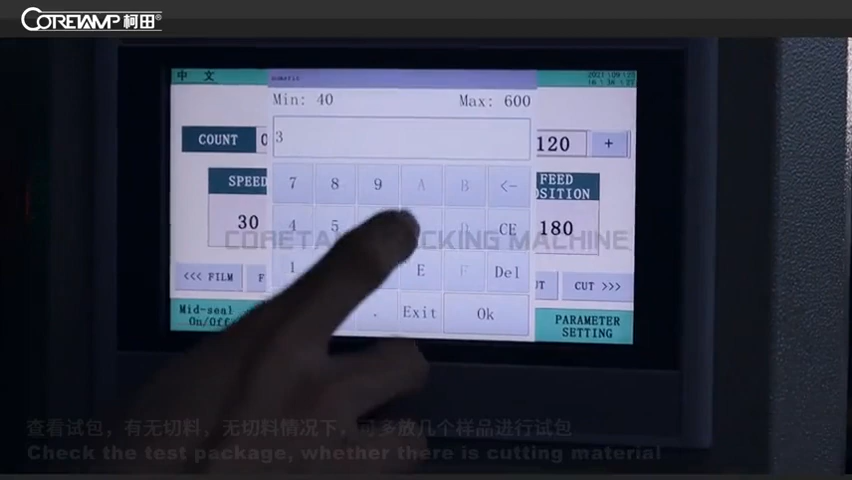 CORETAMP 柯田®
中 文
Min: 40 Max: 600
3
COUNT 0
120 +
7 8 9 A B <-
SPEED
FEED
OSITION
30
180
4 5 D CE
CORETAMP PACKING MACHINE
1 E F Del
<<< FILM F
UT CUT >>>
. Exit Ok
Mid-seal
On/Off
PARAMETER
SETTING
查看试包，有无切料，无切料情况下，可多放几个样品进行试包
Check the test package, whether there is cutting material